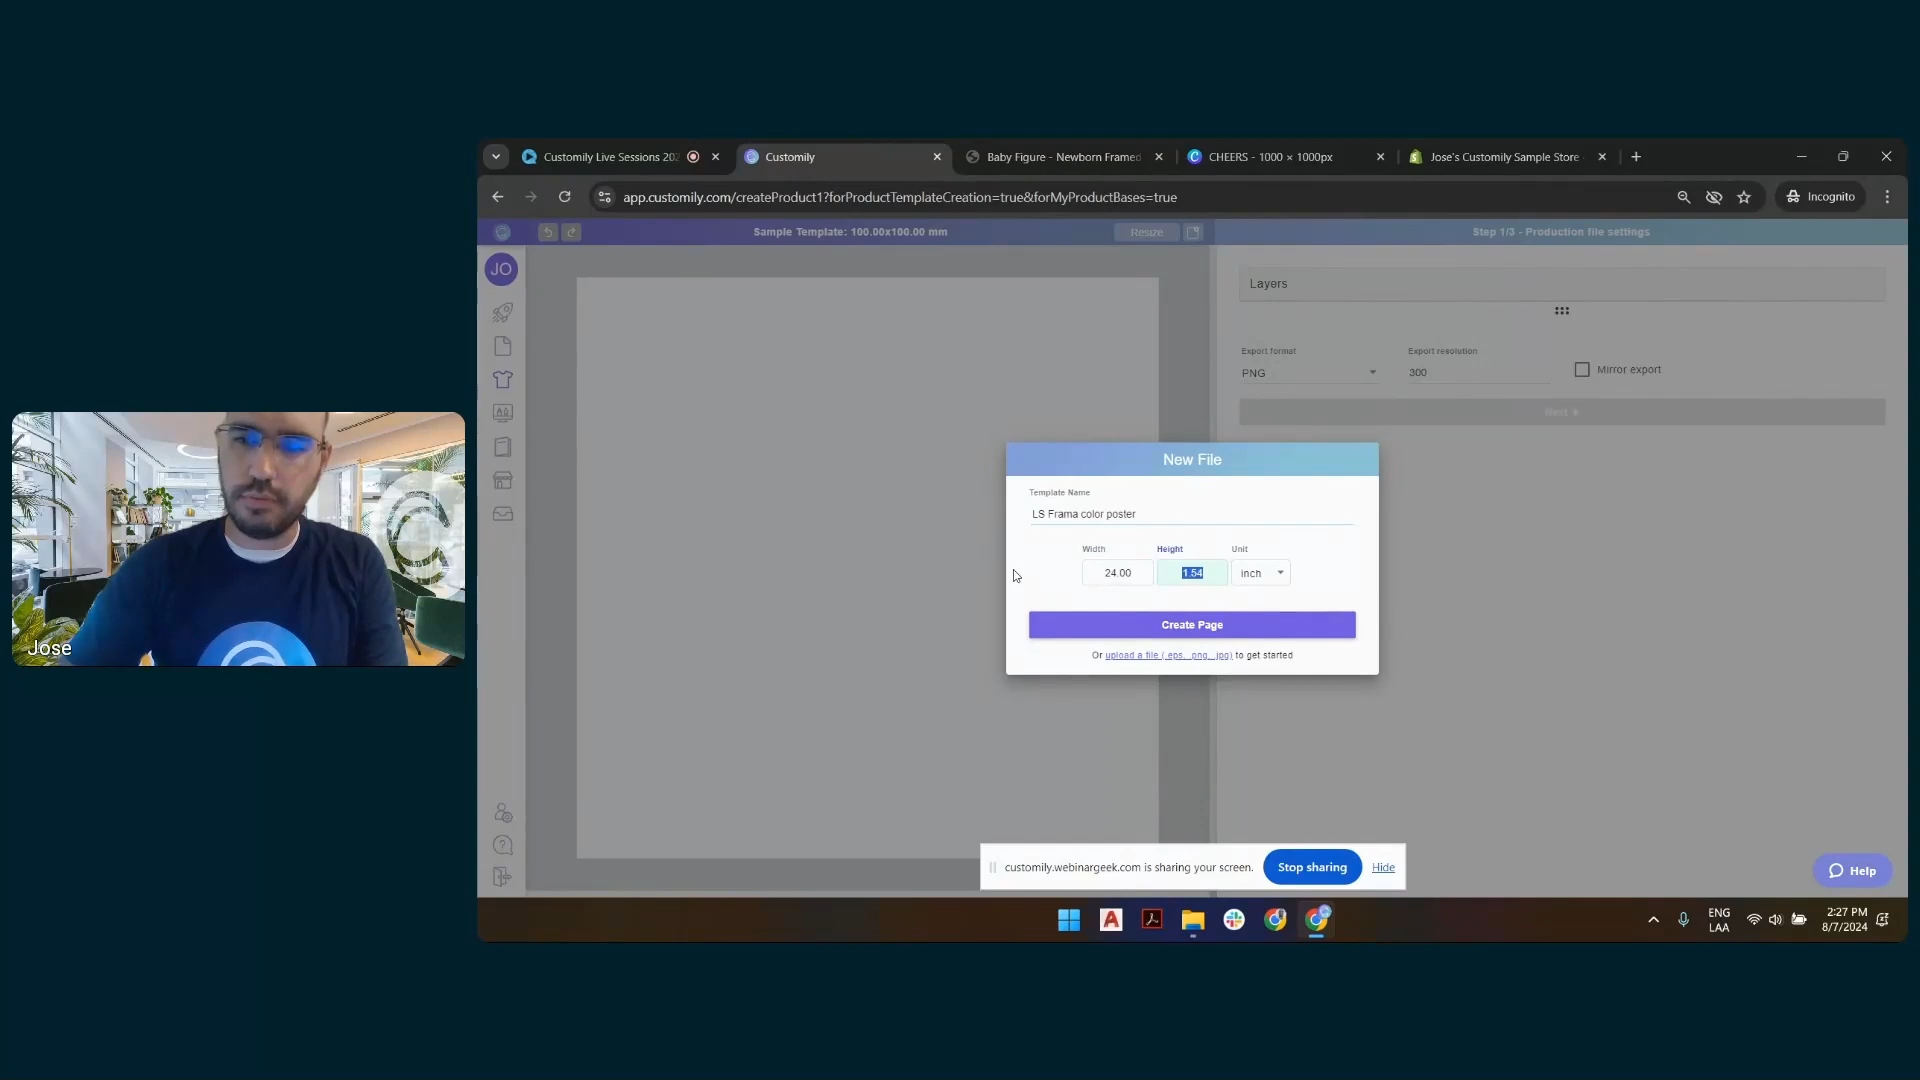 Customily Live Sessions 202
Customily
Baby Figure - Newborn Framed
CHEERS - 1000 × 1000px
Jose's Customily Sample Store
app.customily.com/createProduct1?forProductTemplateCreation=true&forMyProductBases=true
Incognito
Sample Template: 100.00x100.00 mm
Resize
Step 1/3 - Production file settings
JO
Layers
Export format
Export resolution
PNG
300
Mirror export
Next
New File
Template Name
LS Frama color poster
Width
Height
Unit
24.00
1.54
inch
Create Page
Or upload a file (.eps, .png, .jpg) to get started
Jose
customily.webinargeek.com is sharing your screen.
Stop sharing
Hide
Help
ENG
LAA
2:27 PM
8/7/2024